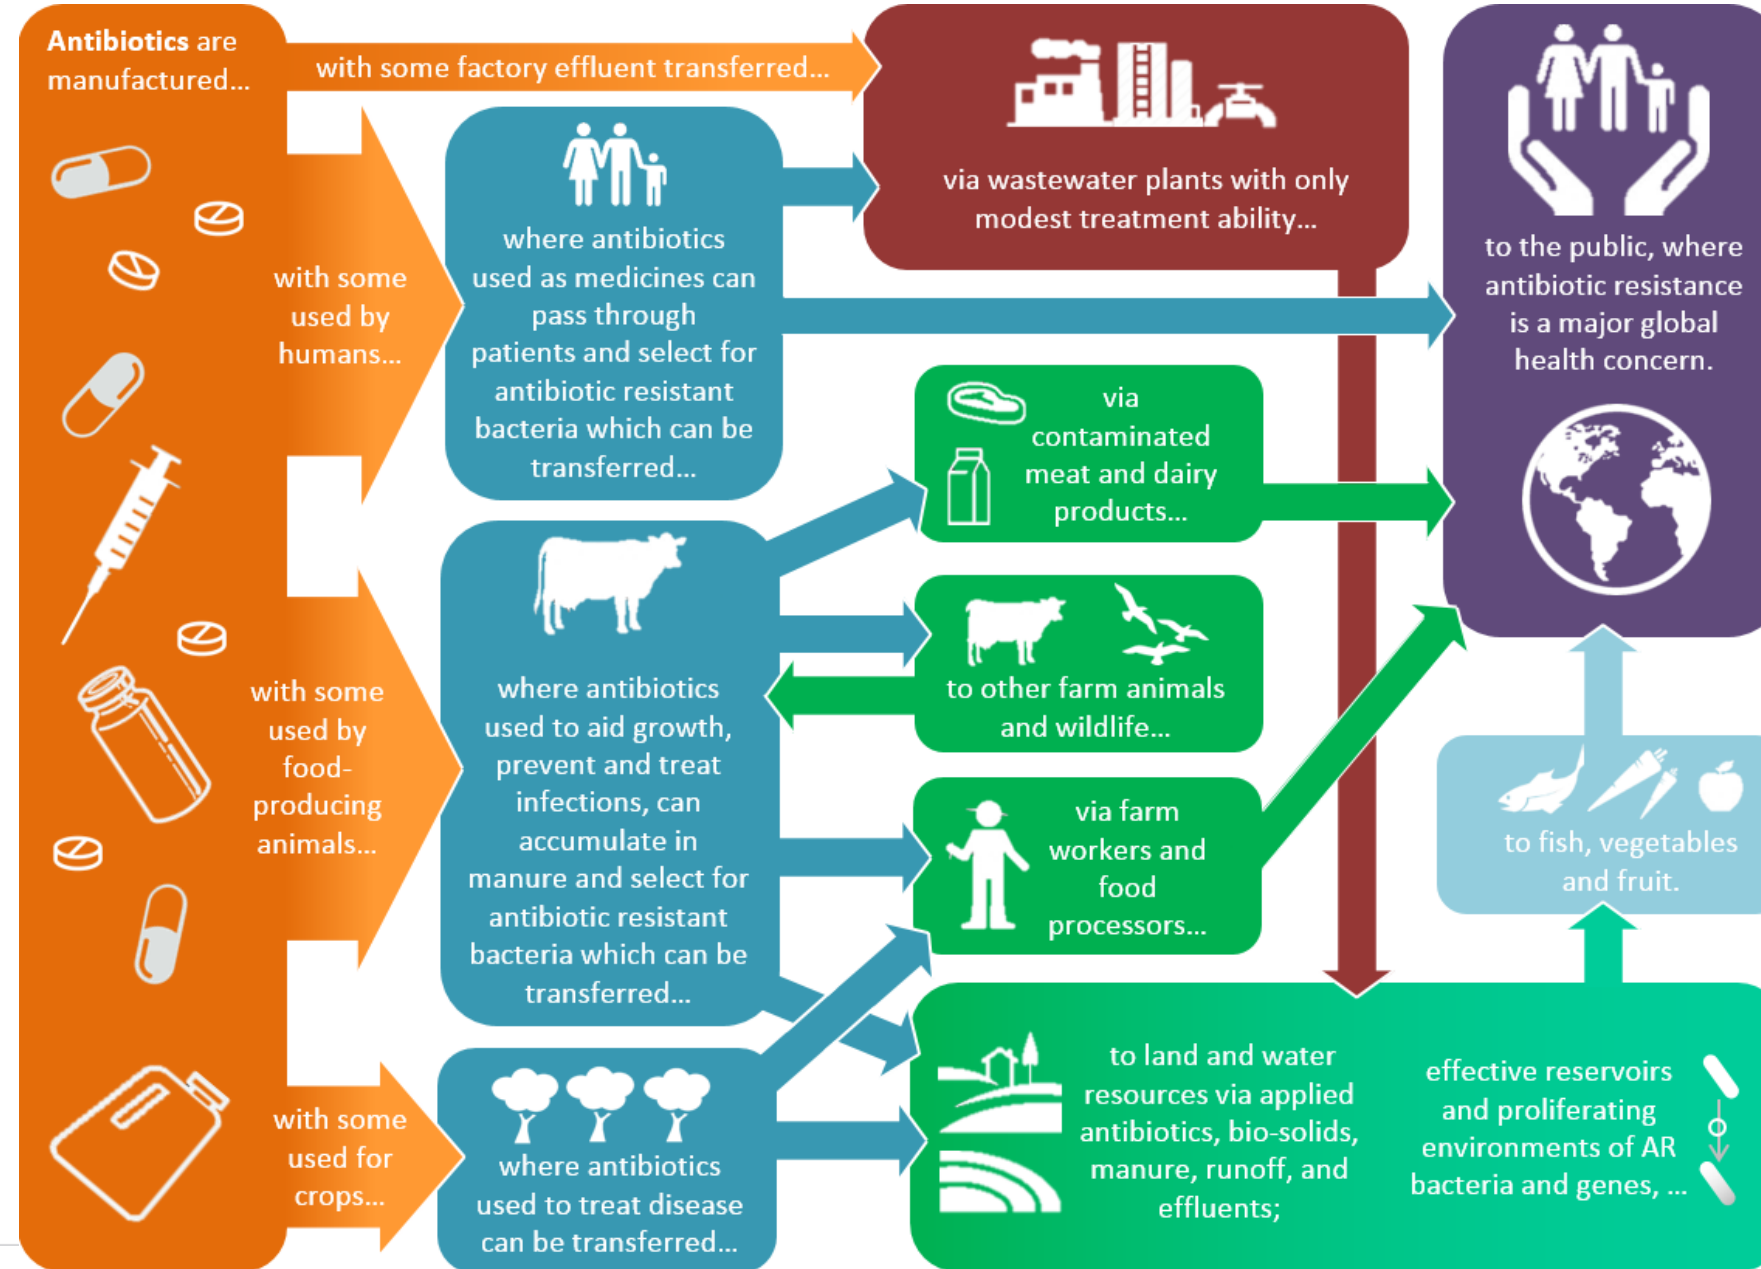 Antibiotics are
manufactured...
with some factory effluent transferred...
via wastewater plants with only
modest treatment ability...
with some
used by
humans...
where antibiotics
used as medicines can
pass through
patients and select for
antibiotic resistant
bacteria which can be
transferred...
to the public, where
antibiotic resistance
is a major global
health concern.
via
contaminated
meat and dairy
products...
with some
used by
food-
producing
animals...
where antibiotics
used to aid growth,
prevent and treat
infections, can
accumulate in
manure and select for
antibiotic resistant
bacteria which can be
transferred...
to other farm animals
and wildlife...
via farm
workers and
food
processors...
to fish, vegetables
and fruit.
with some
used for
crops...
where antibiotics
used to treat disease
can be transferred...
to land and water
resources via applied
antibiotics, bio-solids,
manure, runoff, and
effluents;
effective reservoirs
and proliferating
environments of AR
bacteria and genes, ...